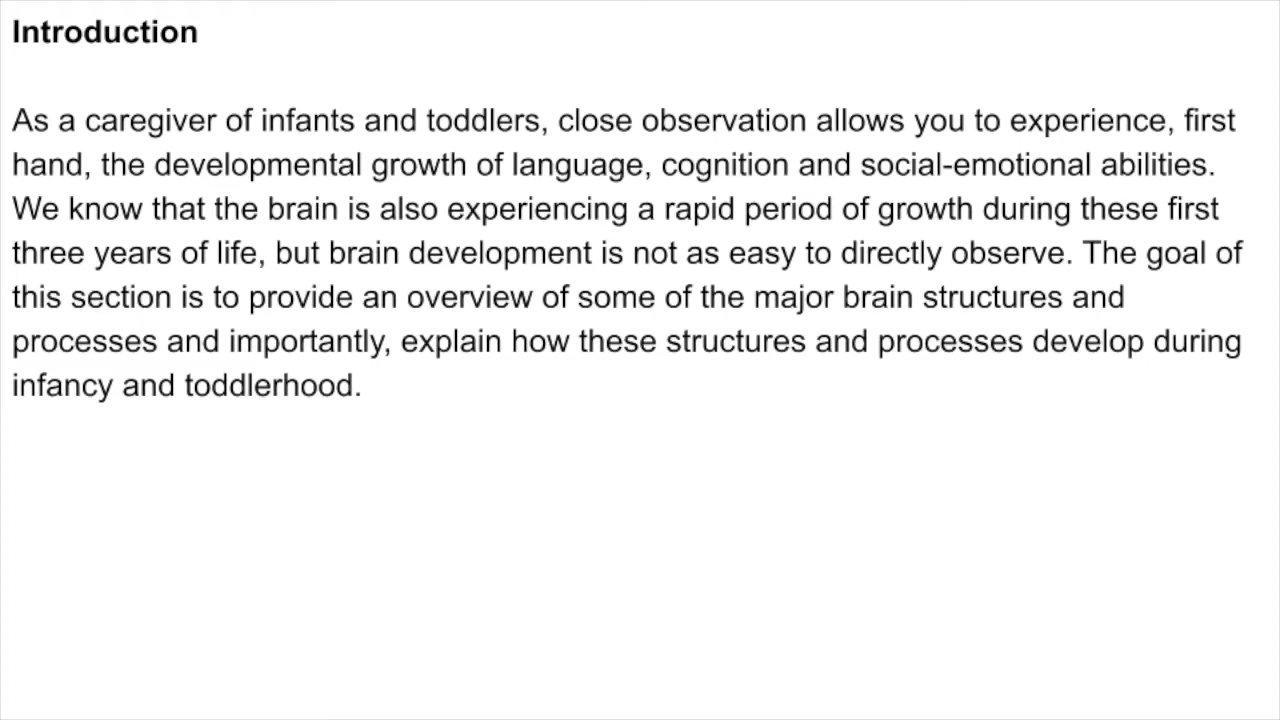 Introduction
As a caregiver of infants and toddlers, close observation allows you to experience, first
hand, the developmental growth of language, cognition and social-emotional abilities.
We know that the brain is also experiencing a rapid period of growth during these first
three years of life, but brain development is not as easy to directly observe. The goal of
this section is to provide an overview of some of the major brain structures and
processes and importantly, explain how these structures and processes develop during
infancy and toddlerhood.